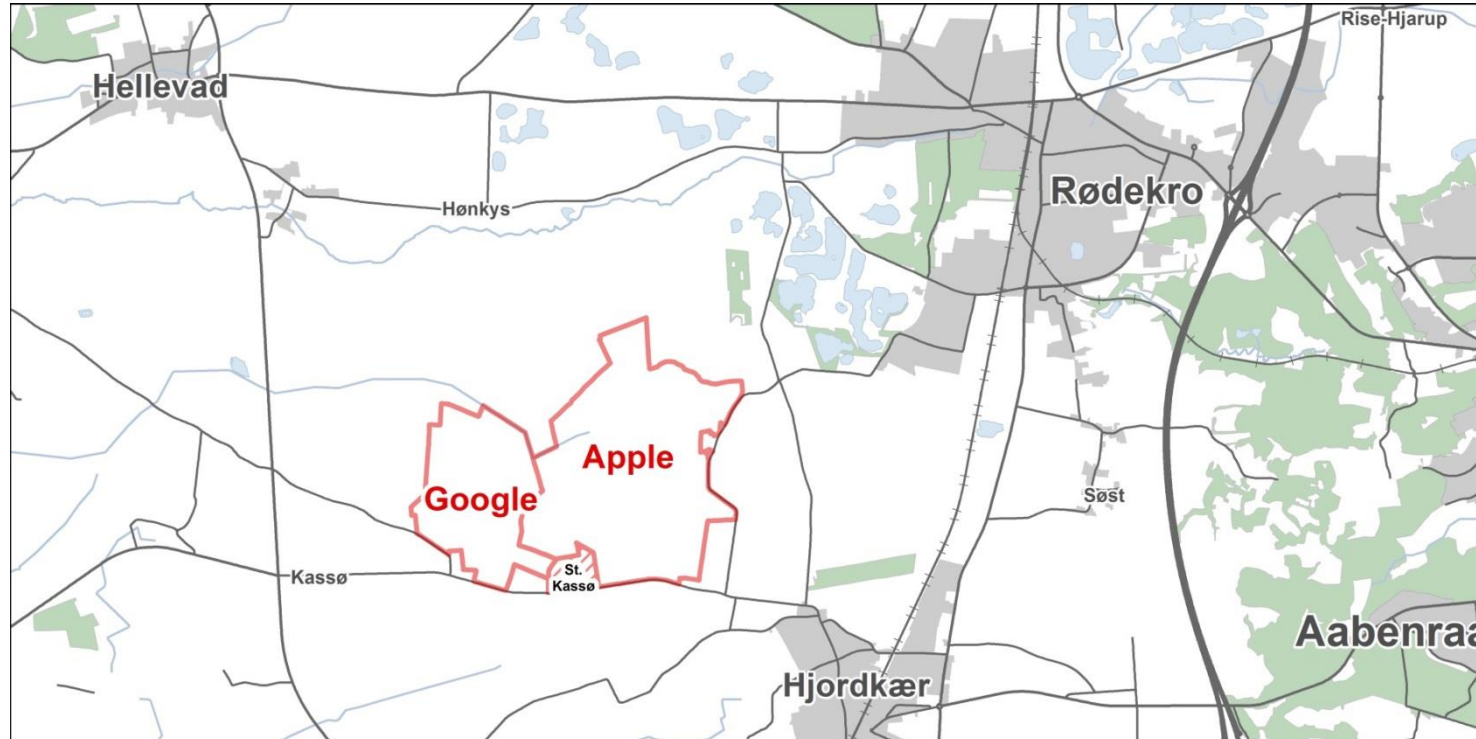 Rise-Hjarup
Hellevad
Rødekro
Hønkys
Apple
Google
Søst
St.
Kassø
Kassø
Aabenraa
Hjordkær